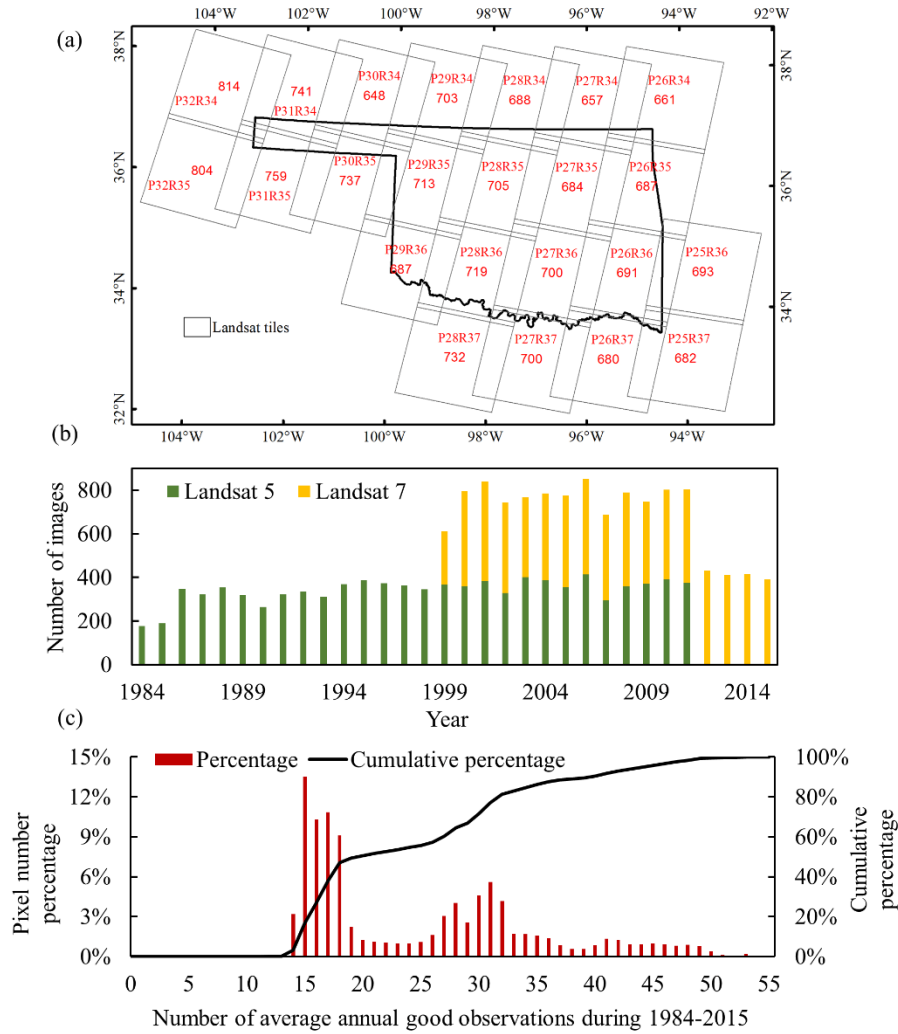 104°W 102°W 100°W 98°W 96°W 94°W 92°W
(a)
38°N 38°N
P32R34 814
741 P31R34
P30R34 648
P29R34 703
P28R34 688
P27R34 657
P26R34 661
36°N 36°N
P32R35 804
759 P31R35
P30R35 737
P29R35 713
P28R35 705
P27R35 684
P26R35 687
P29R36 687
P28R36 719
P27R36 700
P26R36 691
P25R36 693
34°N 34°N
Landsat tiles
P28R37 732
P27R37 700
P26R37 680
P25R37 682
32°N
104°W 102°W 100°W 98°W 96°W 94°W
(b)
Number of images
800
600
400
200
0
Landsat 5 Landsat 7
1984 1989 1994 1999 2004 2009 2014
Year
(c)
Pixel number
percentage
15%
12%
9%
6%
3%
0%
Percentage Cumulative percentage
100%
80%
60%
40%
20%
0%
Cumulative
percentage
0 5 10 15 20 25 30 35 40 45 50 55
Number of average annual good observations during 1984-2015